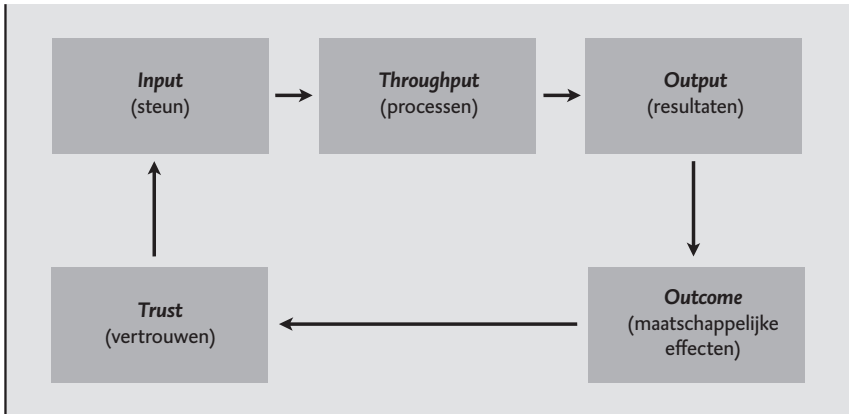 Input
(steun)
Throughput
(processen)
Output
(resultaten)
Trust
(vertrouwen)
Outcome
(maatschappelijke
effecten)